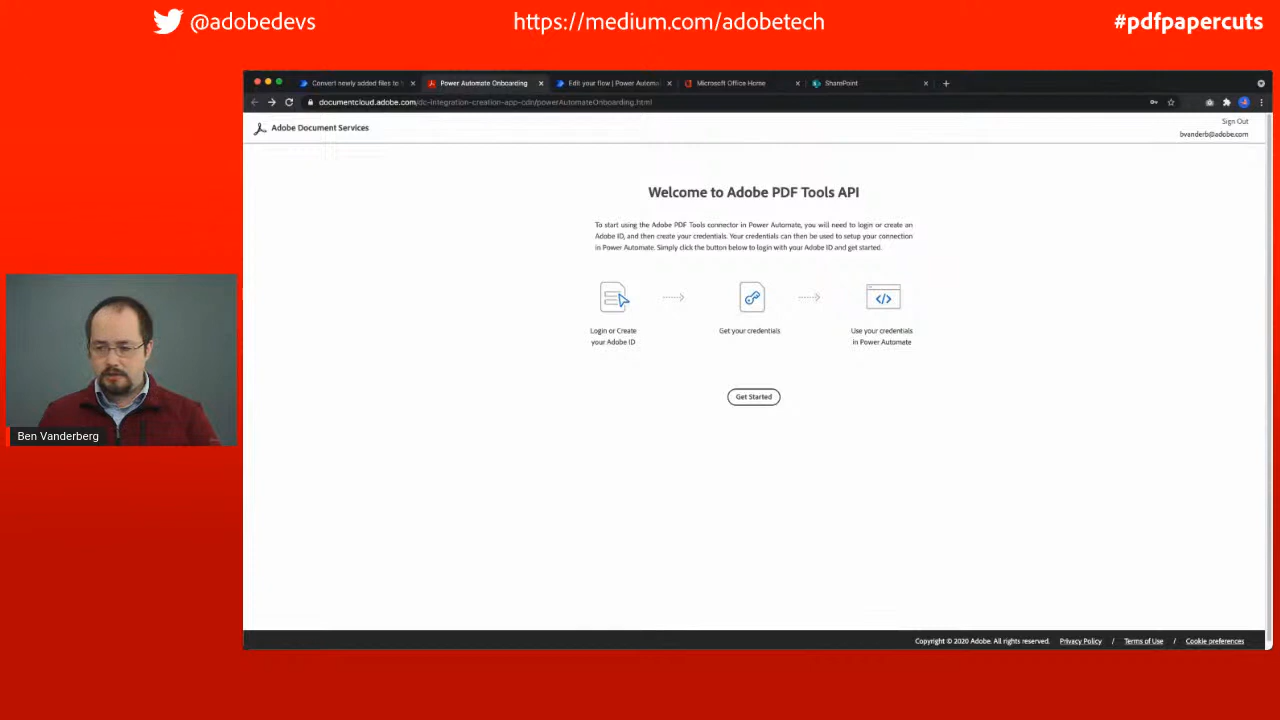 @adobedevs
https://medium.com/adobetech
#pdfpapercuts
Convert newly added files to
Power Automate Onboarding
Edit your flow | Power Automa
Microsoft Office Home
SharePoint
documentcloud.adobe.com/dc-integration-creation-app-cdn/powerAutomateOnboarding.html
Adobe Document Services
Sign Out
bvanderb@adobe.com
Welcome to Adobe PDF Tools API
To start using the Adobe PDF Tools connector in Power Automate, you will need to login or create an
Adobe ID, and then create your credentials. Your credentials can then be used to setup your connection
in Power Automate. Simply click the button below to login with your Adobe ID and get started.
Login or Create
your Adobe ID
Get your credentials
Use your credentials
in Power Automate
Get Started
Ben Vanderberg
Copyright © 2020 Adobe. All rights reserved. Privacy Policy / Terms of Use / Cookie preferences